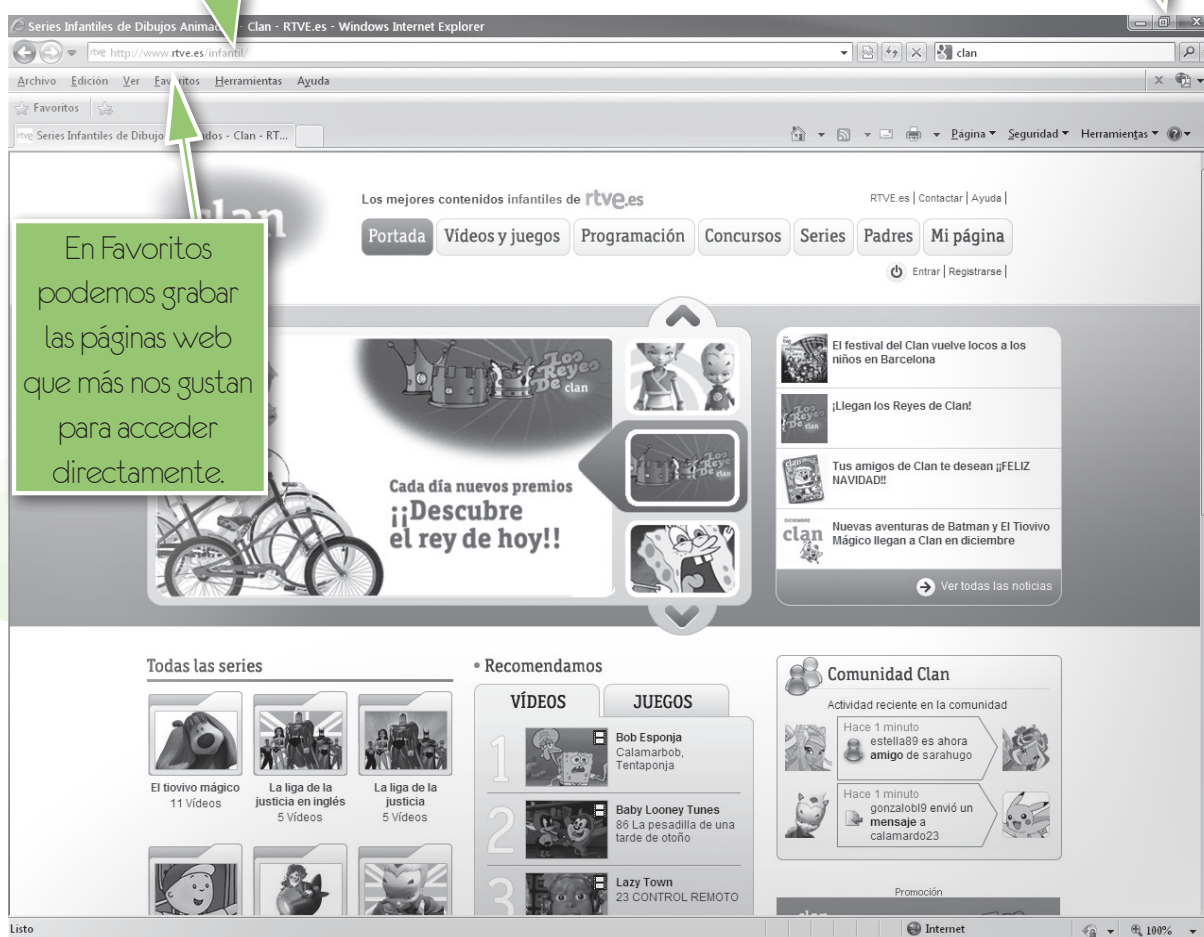 Series Infantiles de Dibujos Animados - Clan - RTVE.es - Windows Internet Explorer
rtve http://www.rtve.es/infantil/
clan
Archivo Edición Ver Favoritos Herramientas Ayuda
Favoritos
rtve Series Infantiles de Dibujos Animados - Clan - RT...
Página Seguridad Herramientas
clan
Los mejores contenidos infantiles de rtve.es
RTVE.es | Contactar | Ayuda |
Portada Vídeos y juegos Programación Concursos Series Padres Mi página
Entrar | Registrarse |
En Favoritos
podemos grabar
las páginas web
que más nos gustan
para acceder
directamente.
Los
Reyes
De clan
Cada día nuevos premios
¡¡Descubre
el rey de hoy!!
El festival del Clan vuelve locos a los
niños en Barcelona
¡Llegan los Reyes de Clan!
Tus amigos de Clan te desean ¡¡FELIZ
NAVIDAD!!
DICIEMBRE
clan
Nuevas aventuras de Batman y El Tiovivo
Mágico llegan a Clan en diciembre
Ver todas las noticias
Todas las series
El tiovivo mágico
11 Vídeos
La liga de la
justicia en inglés
5 Vídeos
La liga de la
justicia
5 Vídeos
• Recomendamos
VÍDEOS JUEGOS
1
Bob Esponja
Calamarbob,
Tentaponja
2
Baby Looney Tunes
86 La pesadilla de una
tarde de otoño
3
Lazy Town
23 CONTROL REMOTO
Comunidad Clan
Actividad reciente en la comunidad
Hace 1 minuto
estella89 es ahora
amigo de sarahugo
Hace 1 minuto
gonzalobl9 envió un
mensaje a
calamardo23
Promoción
Listo
Internet
100%